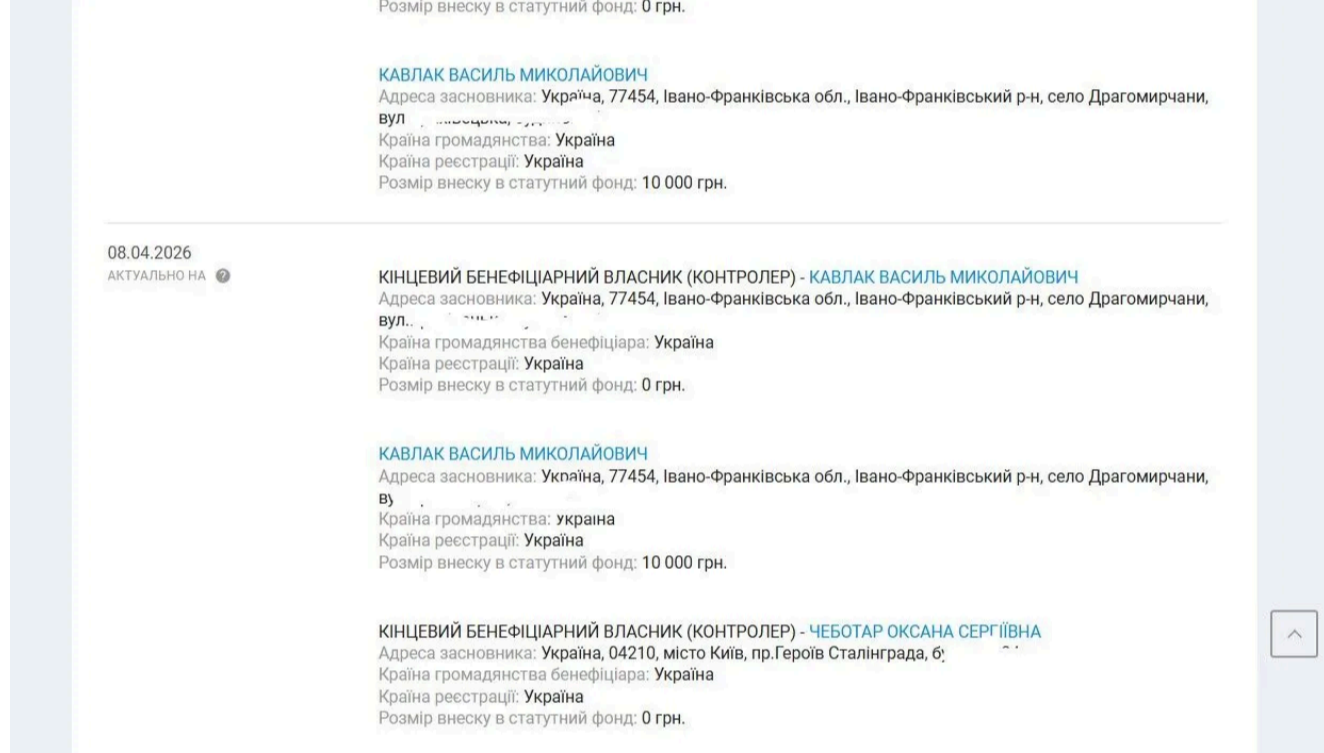 Розмір внеску в статутний фонд: 0 грн.
КАВЛАК ВАСИЛЬ МИКОЛАЙОВИЧ
Адреса засновника: Україна, 77454, Івано-Франківська обл., Івано-Франківський р-н, село Драгомирчани,
вул
Країна громадянства: Україна
Країна реєстрації: Україна
Розмір внеску в статутний фонд: 10 000 грн.
08.04.2026
АКТУАЛЬНО НА ?
КІНЦЕВИЙ БЕНЕФІЦІАРНИЙ ВЛАСНИК (КОНТРОЛЕР) - КАВЛАК ВАСИЛЬ МИКОЛАЙОВИЧ
Адреса засновника: Україна, 77454, Івано-Франківська обл., Івано-Франківський р-н, село Драгомирчани,
вул.
Країна громадянства бенефіціара: Україна
Країна реєстрації: Україна
Розмір внеску в статутний фонд: 0 грн.
КАВЛАК ВАСИЛЬ МИКОЛАЙОВИЧ
Адреса засновника: Україна, 77454, Івано-Франківська обл., Івано-Франківський р-н, село Драгомирчани,
Країна громадянства: Україна
Країна реєстрації: Україна
Розмір внеску в статутний фонд: 10 000 грн.
КІНЦЕВИЙ БЕНЕФІЦІАРНИЙ ВЛАСНИК (КОНТРОЛЕР) - ЧЕБОТАР ОКСАНА СЕРГІЇВНА
Адреса засновника: Україна, 04210, місто Київ, пр.Героїв Сталінграда,
Країна громадянства бенефіціара: Україна
Країна реєстрації: Україна
Розмір внеску в статутний фонд: 0 грн.